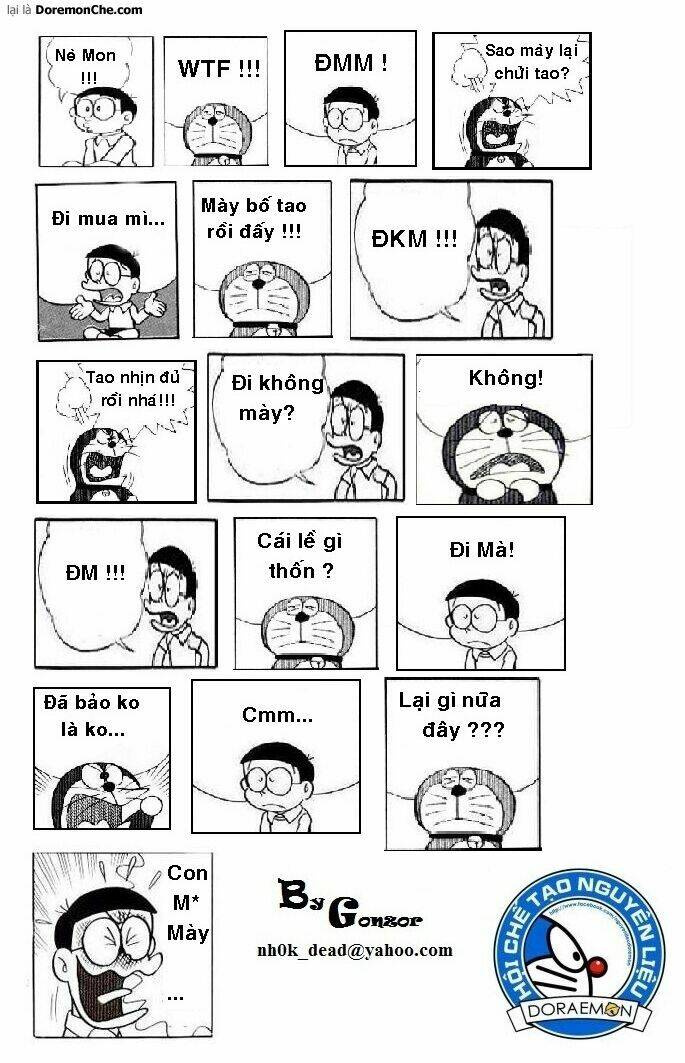 lại là DoremonChe.com
Nè Mon
!!!
WTF !!!
ĐMM !
Sao mày lại
chửi tao?
Đi mua mì...
Mày bố tao
rồi đấy !!!
ĐKM !!!
Tao nhịn đủ
rồi nhá!!!
Đi không
mày?
Không!
ĐM !!!
Cái lề gì
thốn ?
Đi Mà!
Đã bảo ko
là ko...
Cmm...
Lại gì nữa
đây ???
Con
M*
Mày
...
By
Gonzor
nh0k_dead@yahoo.com
HỘI CHẾ TẠO NGUYÊN LIỆU
DORAEMON